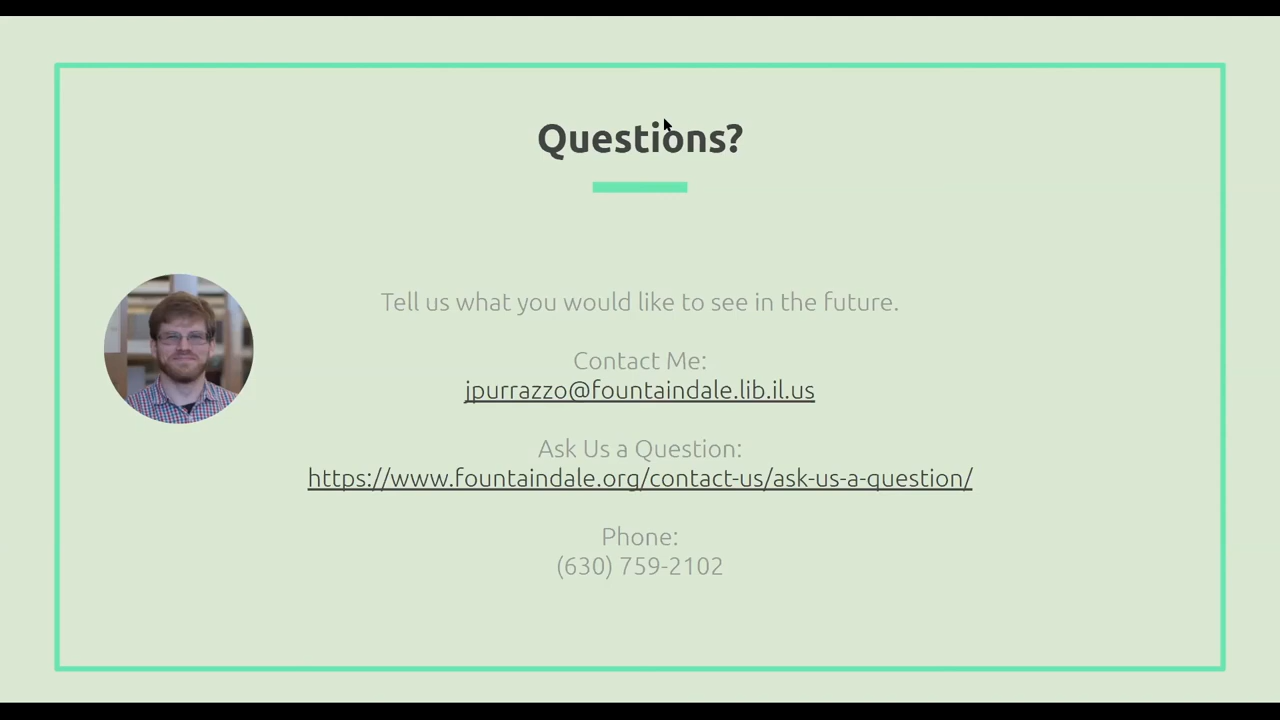 Questions?
Tell us what you would like to see in the future.
Contact Me:
jpurrazzo@fountaindale.lib.il.us
Ask Us a Question:
https://www.fountaindale.org/contact-us/ask-us-a-question/
Phone:
(630) 759-2102